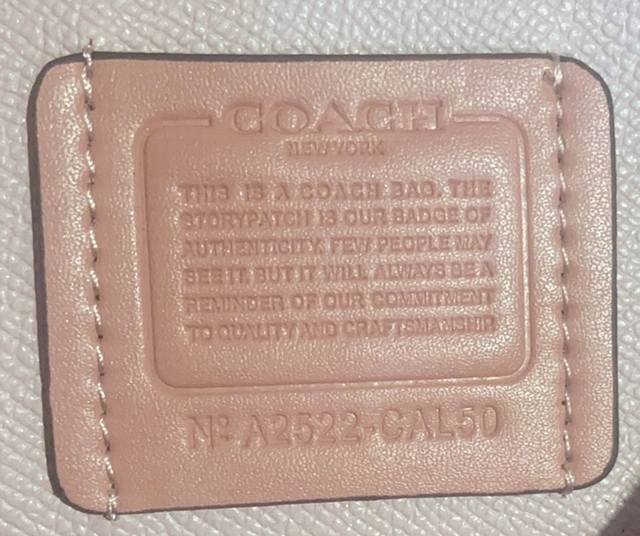 COACH
NEW YORK
THIS IS A COACH BAG. THE
STORYPATCH IS OUR BADGE OF
AUTHENTICITY. FEW PEOPLE MAY
SEE IT, BUT IT WILL ALWAYS BE A
REMINDER OF OUR COMMITMENT
TO QUALITY AND CRAFTSMANSHIP
Nº A2522-CAL50